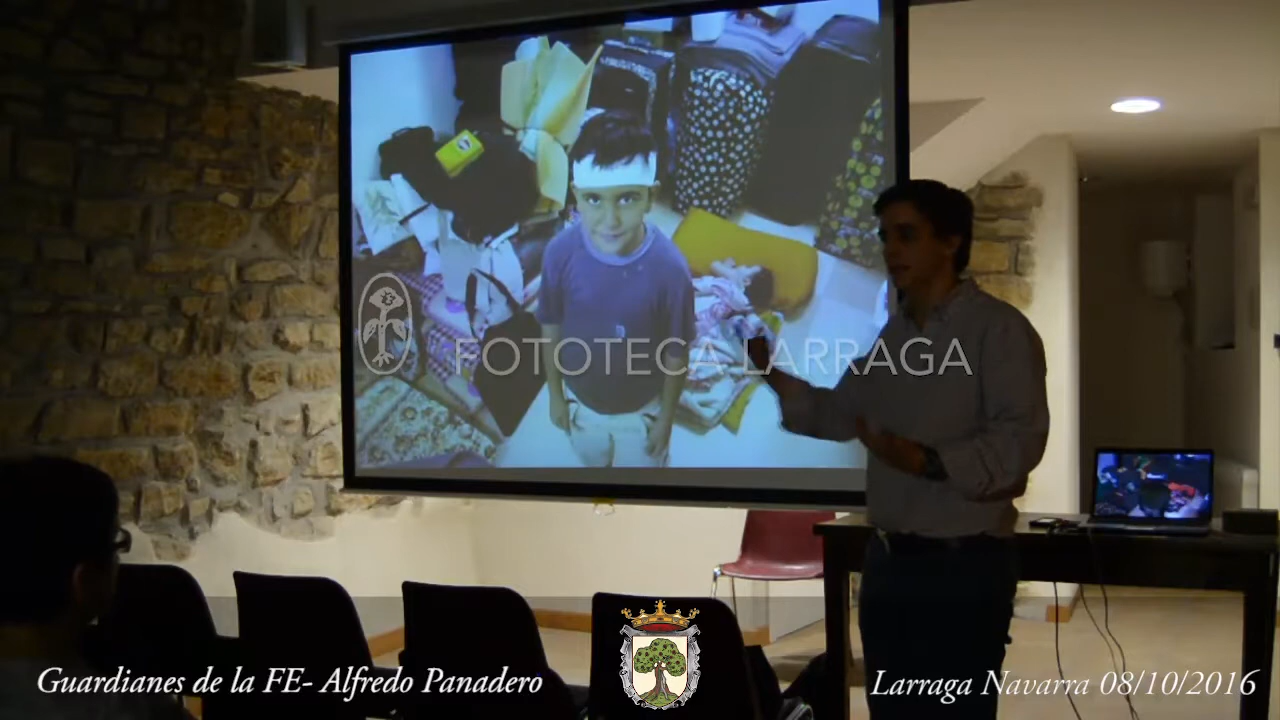 FOTOTECA LARRAGA
Guardianes de la FE- Alfredo Panadero
Larraga Navarra 08/10/2016